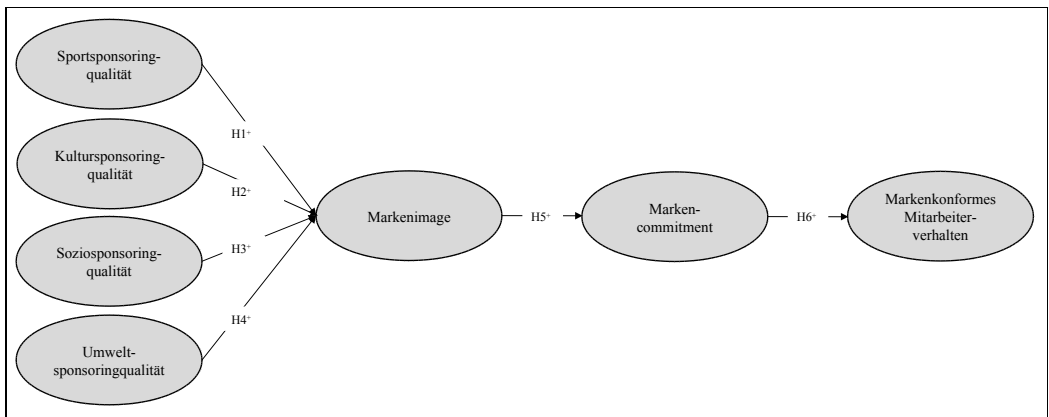 Sportsponsoring-
qualität
H1+
Kultursponsoring-
qualität
H2+
Soziosponsoring-
qualität
H3+
Umwelt-
sponsoringqualität
H4+
Markenimage
H5+
Marken-
commitment
H6+
Markenkonformes
Mitarbeiter-
verhalten